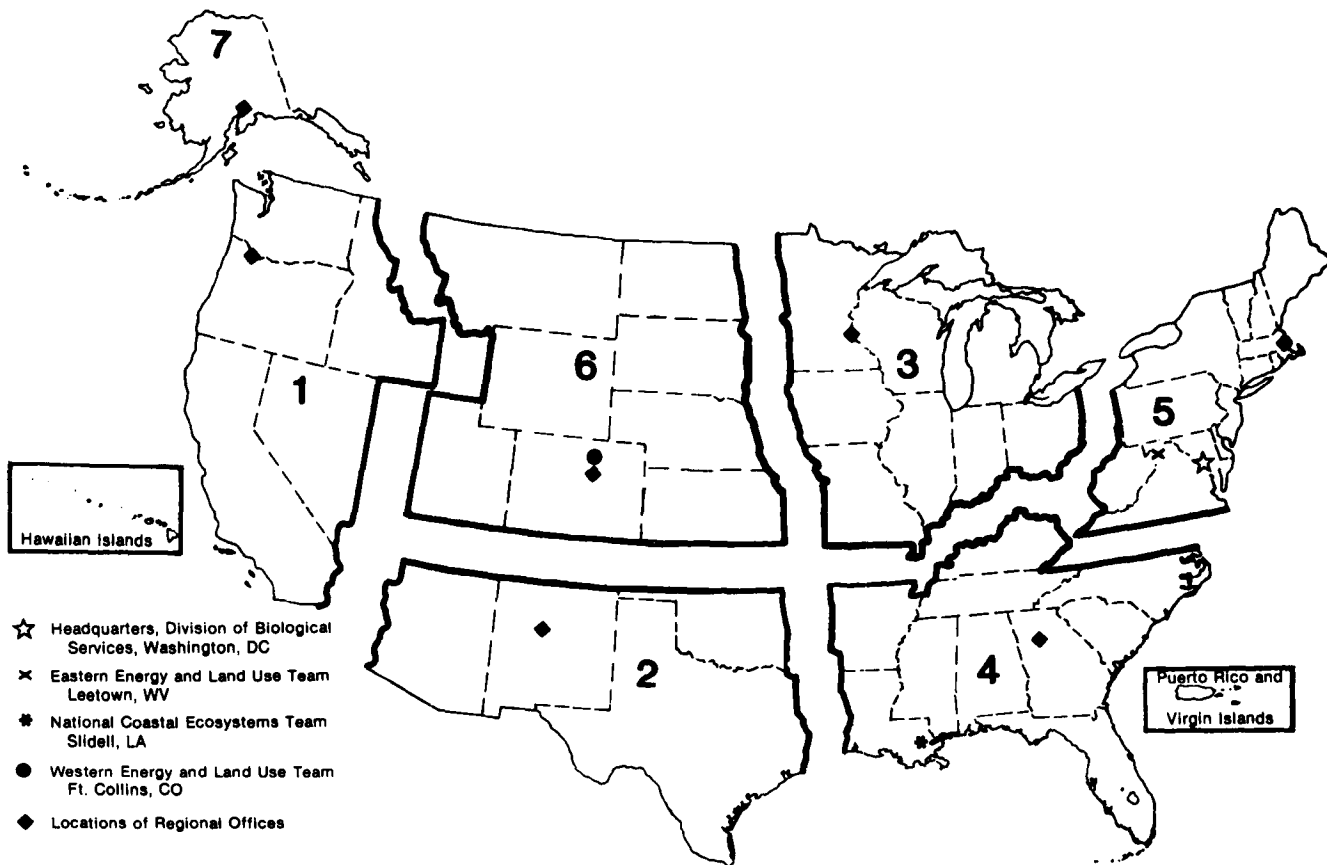 7
1
6
3
5
2
4
Hawaiian Islands
Puerto Rico and
Virgin Islands
Headquarters, Division of Biological
Services, Washington, DC
Eastern Energy and Land Use Team
Leetown, WV
National Coastal Ecosystems Team
Slidell, LA
Western Energy and Land Use Team
Ft. Collins, CO
Locations of Regional Offices